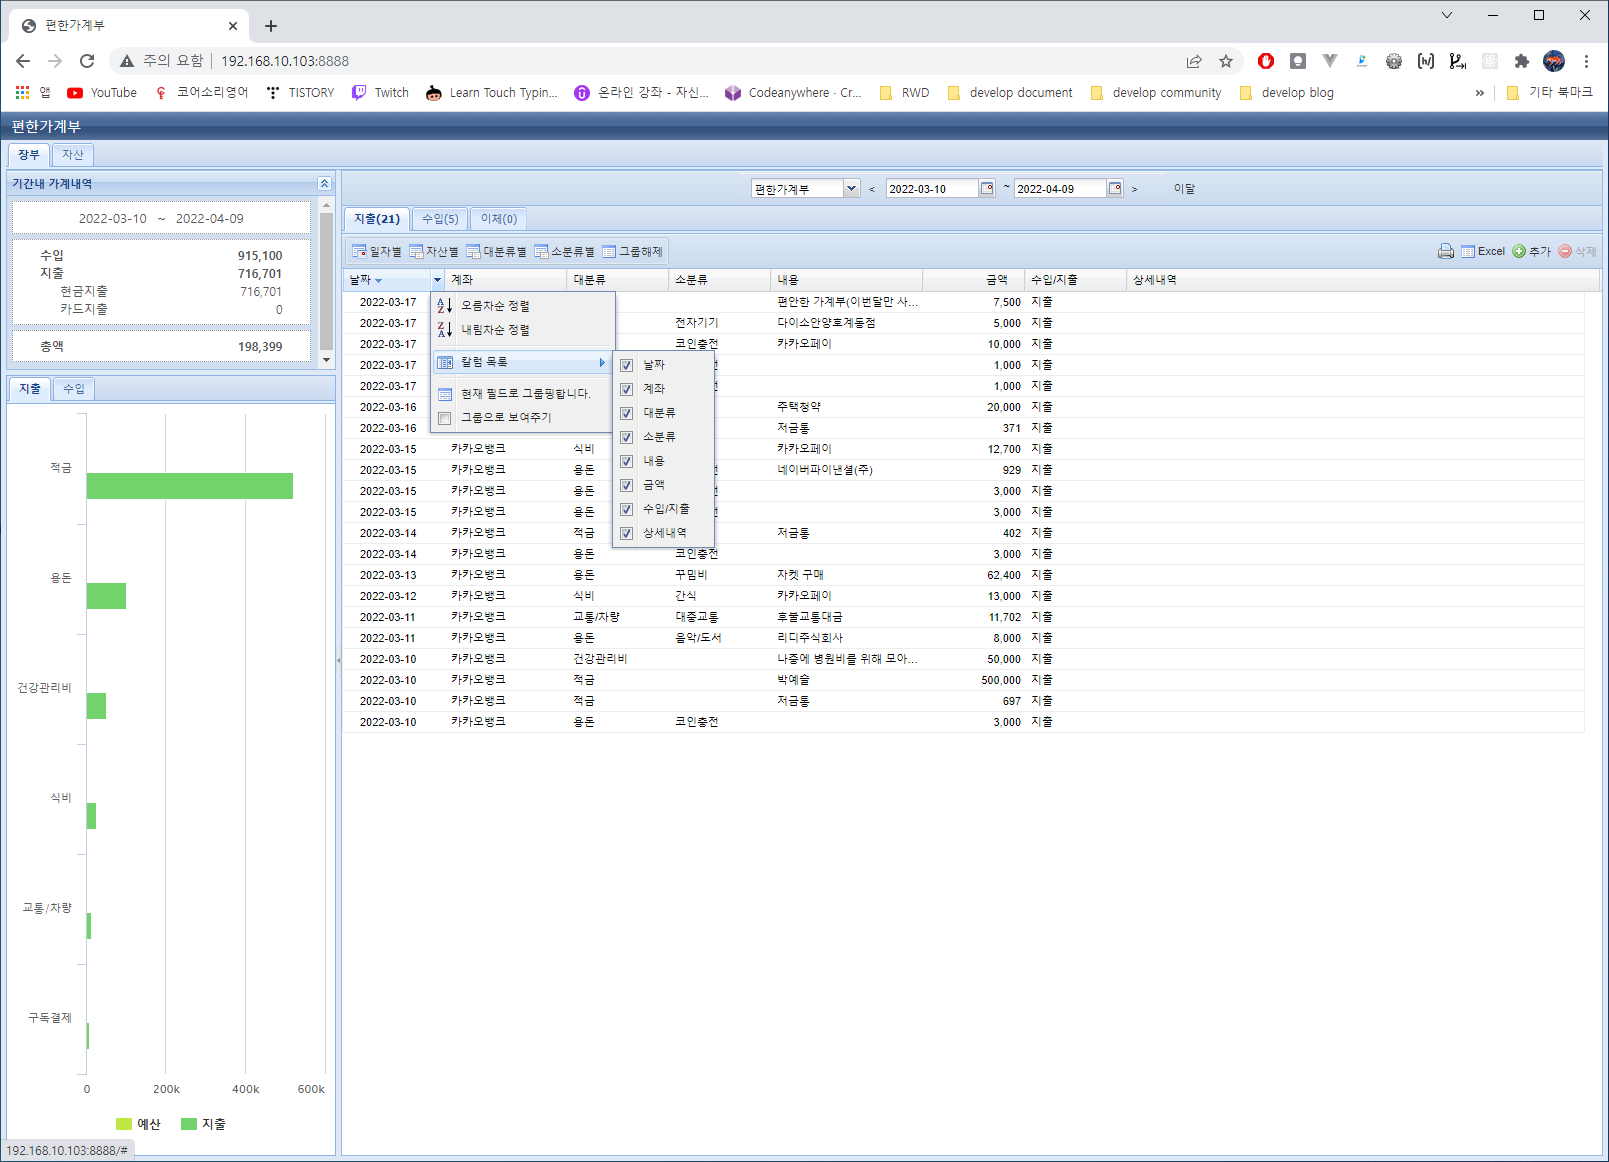 편한가계부
주의 요함 | 192.168.10.103:8888
앱 YouTube 코어소리영어 TISTORY Twitch Learn Touch Typin... 온라인 강좌 - 자신... Codeanywhere · Cr... RWD develop document develop community develop blog » 기타 북마크
편한가계부
장부 자산
기간내 가계내역
2022-03-10 ~ 2022-04-09
수입 915,100
지출 716,701
현금지출 716,701
카드지출 0
총액 198,399
지출 수입
적금
용돈
건강관리비
식비
교통/차량
구독결제
0 200k 400k 600k
예산 지출
192.168.10.103:8888/#
편한가계부 < 2022-03-10 ~ 2022-04-09 > 이달
지출(21) 수입(5) 이체(0)
일자별 자산별 대분류별 소분류별 그룹해제 Excel 추가 삭제
날짜 계좌 대분류 소분류 내용 금액 수입/지출 상세내역
2022-03-17 편안한 가계부(이번달만 사... 7,500 지출
2022-03-17 전자기기 다이소안양호계동점 5,000 지출
2022-03-17 코인충전 카카오페이 10,000 지출
2022-03-17 1,000 지출
2022-03-17 1,000 지출
2022-03-16 주택청약 20,000 지출
2022-03-16 저금통 371 지출
2022-03-15 카카오뱅크 식비 카카오페이 12,700 지출
2022-03-15 카카오뱅크 용돈 네이버파이낸셜(주) 929 지출
2022-03-15 카카오뱅크 용돈 3,000 지출
2022-03-15 카카오뱅크 용돈 3,000 지출
2022-03-14 카카오뱅크 적금 저금통 402 지출
2022-03-14 카카오뱅크 용돈 코인충전 3,000 지출
2022-03-13 카카오뱅크 용돈 꾸밈비 자켓 구매 62,400 지출
2022-03-12 카카오뱅크 식비 간식 카카오페이 13,000 지출
2022-03-11 카카오뱅크 교통/차량 대중교통 후불교통대금 11,702 지출
2022-03-11 카카오뱅크 용돈 음악/도서 리디주식회사 8,000 지출
2022-03-10 카카오뱅크 건강관리비 나중에 병원비를 위해 모아... 50,000 지출
2022-03-10 카카오뱅크 적금 박예슬 500,000 지출
2022-03-10 카카오뱅크 적금 저금통 697 지출
2022-03-10 카카오뱅크 용돈 코인충전 3,000 지출
오름차순 정렬
내림차순 정렬
칼럼 목록
현재 필드로 그룹핑합니다.
그룹으로 보여주기
날짜
계좌
대분류
소분류
내용
금액
수입/지출
상세내역